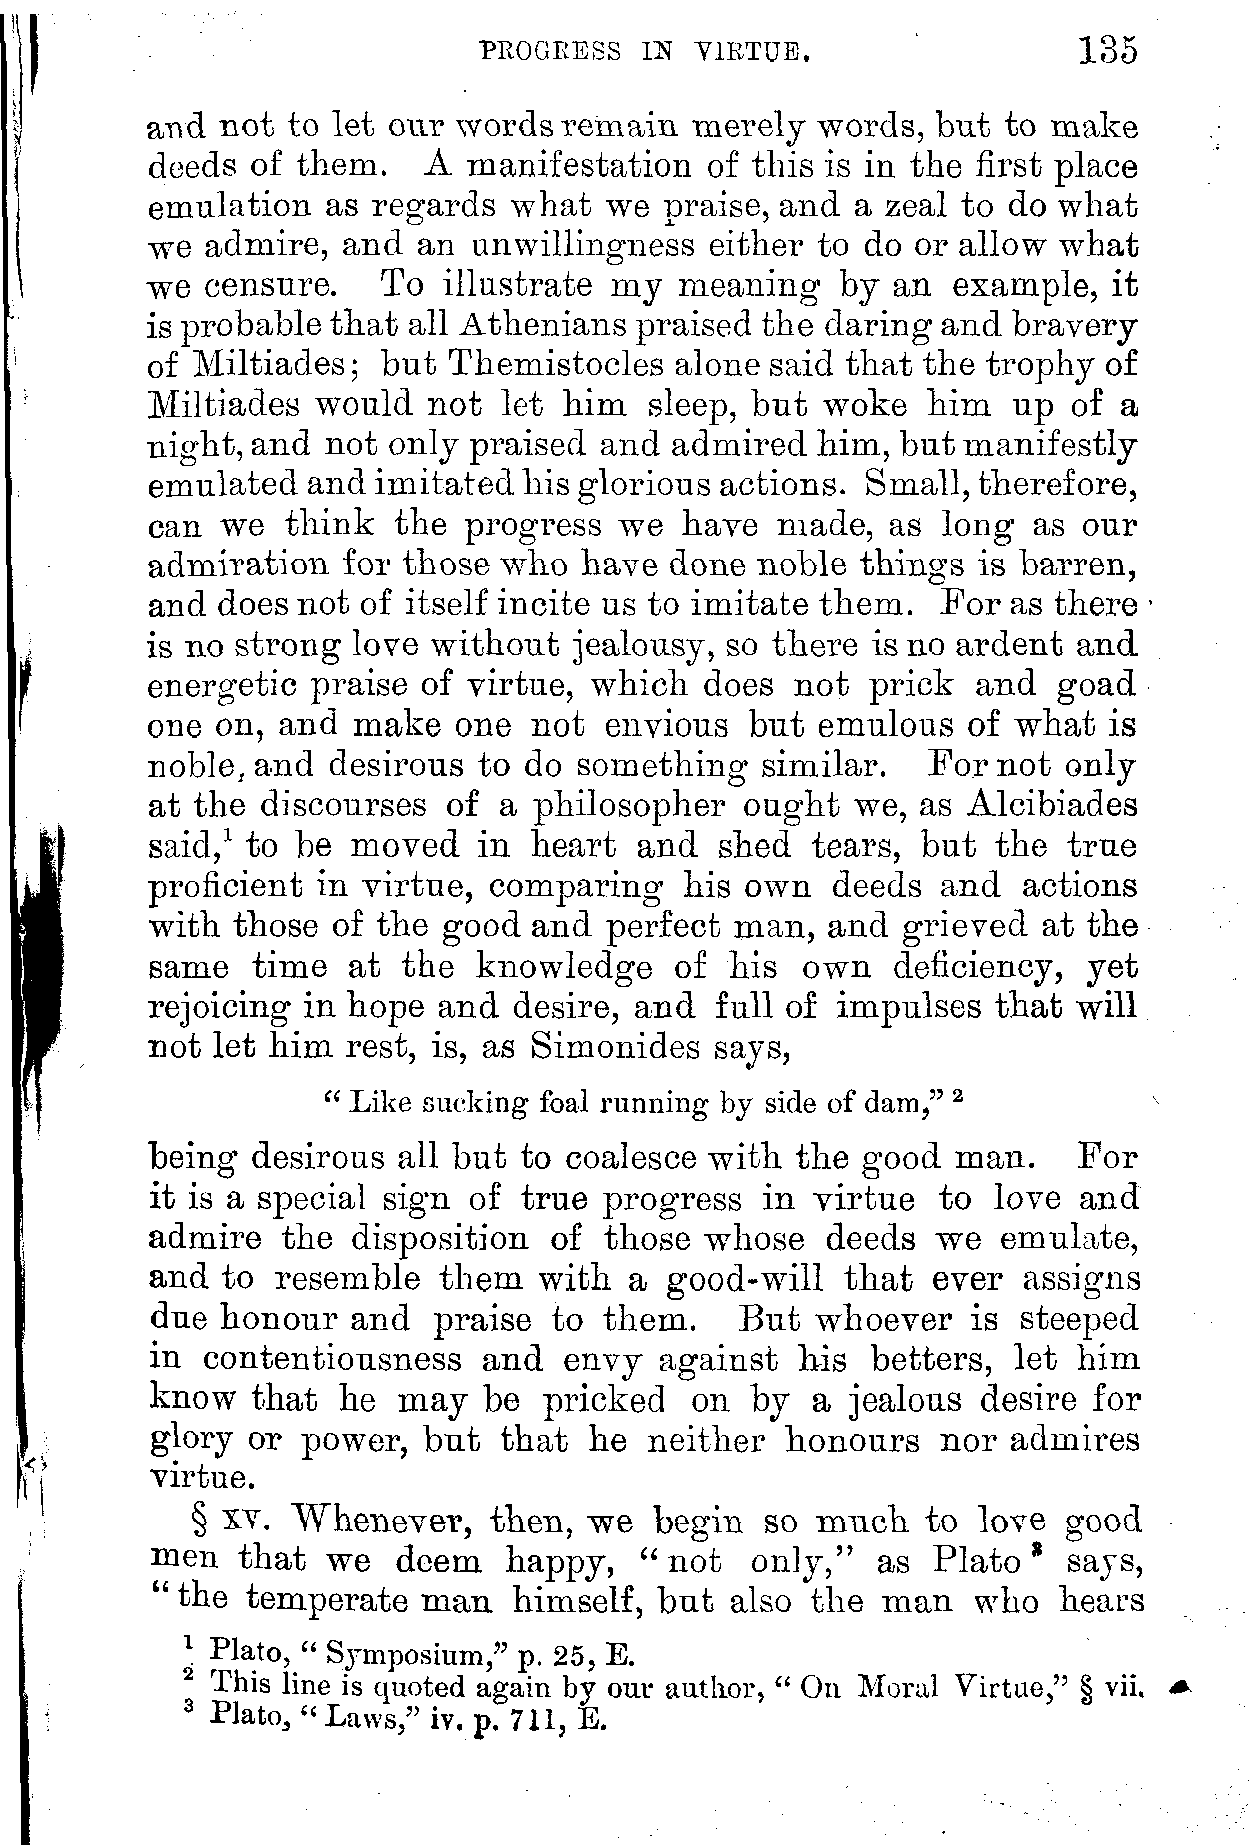 PROGRESS IN VIRTUE. 135
and not to let our words remain merely words, but to make
deeds of them. A manifestation of this is in the first place
emulation as regards what we praise, and a zeal to do what
we admire, and an unwillingness either to do or allow what
we censure. To illustrate my meaning by an example, it
is probable that all Athenians praised the daring and bravery
of Miltiades; but Themistocles alone said that the trophy of
Miltiades would not let him sleep, but woke him up of a
night, and not only praised and admired him, but manifestly
emulated and imitated his glorious actions. Small, therefore,
can we think the progress we have made, as long as our
admiration for those who have done noble things is barren,
and does not of itself incite us to imitate them. For as there
is no strong love without jealousy, so there is no ardent and
energetic praise of virtue, which does not prick and goad
one on, and make one not envious but emulous of what is
noble, and desirous to do something similar. For not only
at the discourses of a philosopher ought we, as Alcibiades
said,¹ to be moved in heart and shed tears, but the true
proficient in virtue, comparing his own deeds and actions
with those of the good and perfect man, and grieved at the
same time at the knowledge of his own deficiency, yet
rejoicing in hope and desire, and full of impulses that will
not let him rest, is, as Simonides says,
“Like sucking foal running by side of dam,” ²
being desirous all but to coalesce with the good man. For
it is a special sign of true progress in virtue to love and
admire the disposition of those whose deeds we emulate,
and to resemble them with a good-will that ever assigns
due honour and praise to them. But whoever is steeped
in contentiousness and envy against his betters, let him
know that he may be pricked on by a jealous desire for
glory or power, but that he neither honours nor admires
virtue.
§ XV. Whenever, then, we begin so much to love good
men that we deem happy, “not only,” as Plato ³ says,
“the temperate man himself, but also the man who hears
¹ Plato, “Symposium,” p. 25, E.
² This line is quoted again by our author, “On Moral Virtue,” § vii.
³ Plato, “Laws,” iv. p. 711, E.